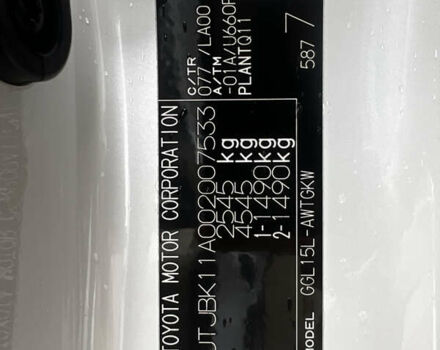 TOYOTA MOTOR CORPORATION
JTJBK11A002007533
2545 kg
4545 kg
1-1490kg
2-1490kg
MODEL GGL15L-AWTGKW
C/TR
077 /LA00
A/TM
-01A/U660F
PLANTQ11
587 7